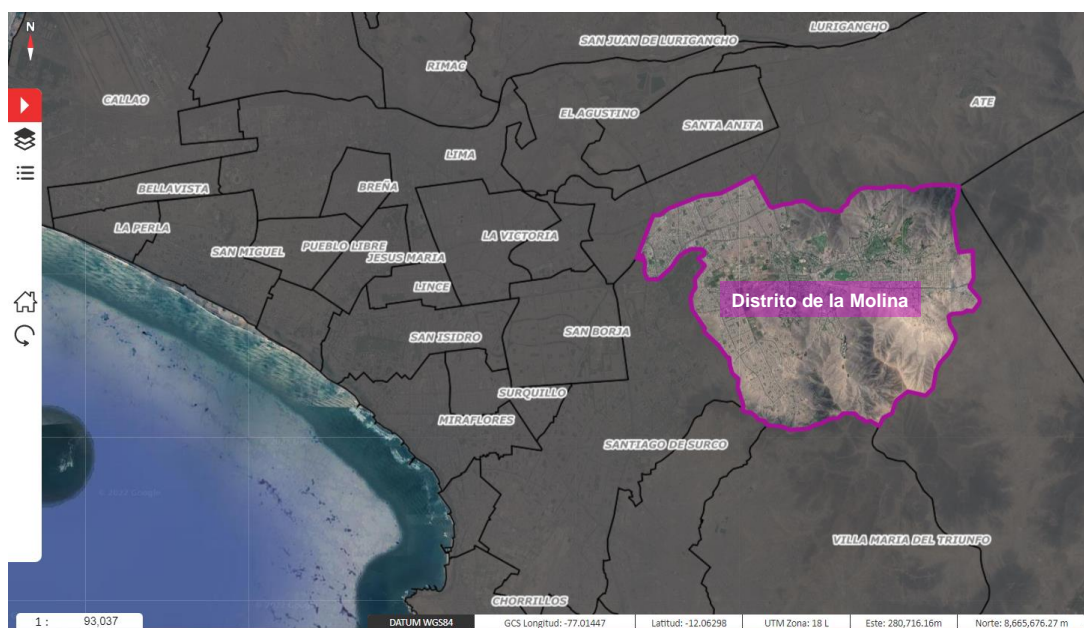 N
LURIGANCHO
SAN JUAN DE LURIGANCHO
RIMAC
CALLAO
ATE
EL AGUSTINO
SANTA ANITA
LIMA
BREÑA
BELLAVISTA
LA PERLA
LA VICTORIA
SAN MIGUEL
PUEBLO LIBRE
JESUS MARIA
LINCE
Distrito de la Molina
SAN ISIDRO
SAN BORJA
SURQUILLO
MIRAFLORES
SANTIAGO DE SURCO
VILLA MARIA DEL TRIUNFO
CHORRILLOS
1 : 93,037
DATUM WGS84
GCS Longitud: -77.01447
Latitud: -12.06298
UTM Zona: 18 L
Este: 280,716.16m
Norte: 8,665,676.27 m